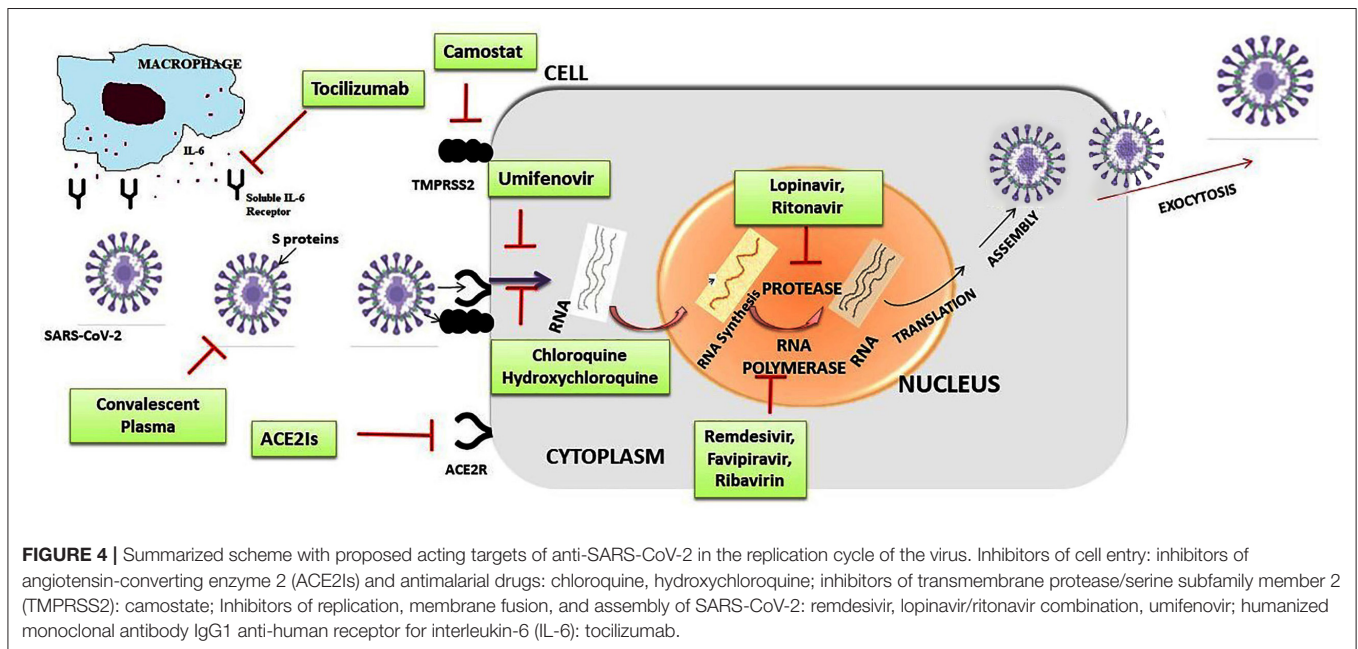 MACROPHAGE
IL-6
Soluble IL-6
Receptor
Tocilizumab
Camostat
TMPRSS2
CELL
Umifenovir
S proteins
SARS-CoV-2
Convalescent
Plasma
ACE2Is
ACE2R
Chloroquine
Hydroxychloroquine
CYTOPLASM
RNA
RNA Synthesis
Lopinavir,
Ritonavir
PROTEASE
RNA
POLYMERASE
RNA
NUCLEUS
Remdesivir,
Favipiravir,
Ribavirin
TRANSLATION
ASSEMBLY
EXOCYTOSIS
FIGURE 4 | Summarized scheme with proposed acting targets of anti-SARS-CoV-2 in the replication cycle of the virus. Inhibitors of cell entry: inhibitors of
angiotensin-converting enzyme 2 (ACE2Is) and antimalarial drugs: chloroquine, hydroxychloroquine; inhibitors of transmembrane protease/serine subfamily member 2
(TMPRSS2): camostate; Inhibitors of replication, membrane fusion, and assembly of SARS-CoV-2: remdesivir, lopinavir/ritonavir combination, umifenovir; humanized
monoclonal antibody IgG1 anti-human receptor for interleukin-6 (IL-6): tocilizumab.